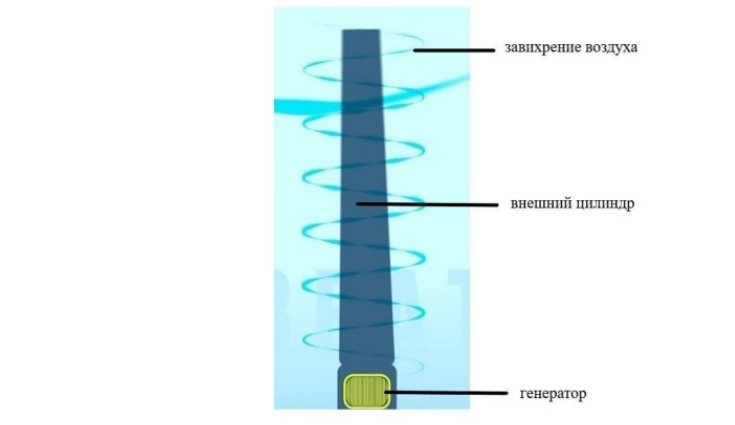 завихрение воздуха
внешний цилиндр
генератор